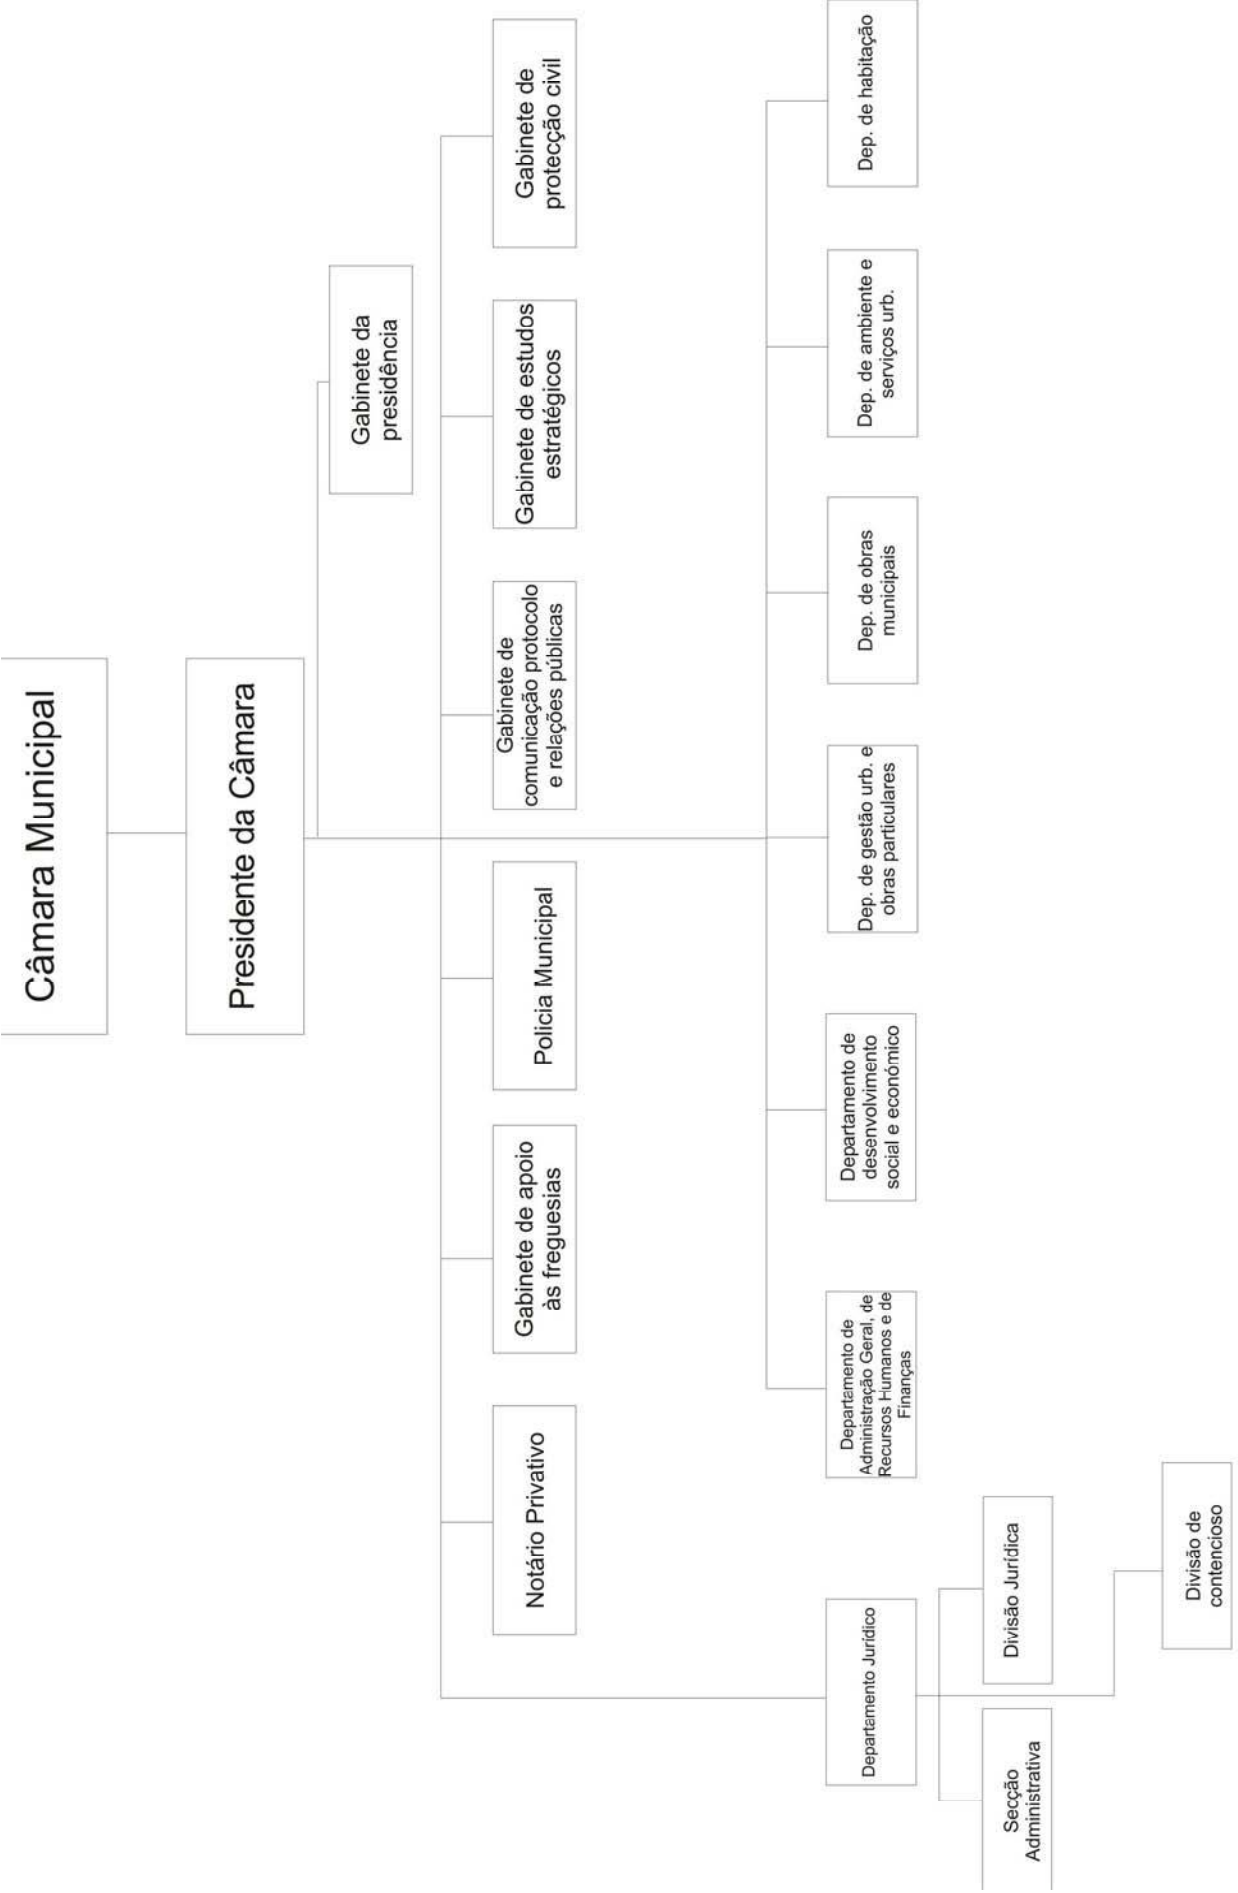 Câmara Municipal
Presidente da Câmara
Gabinete da
presidência
Notário Privativo
Gabinete de apoio
às freguesias
Policia Municipal
Gabinete de
comunicação protocolo
e relações públicas
Gabinete de estudos
estratégicos
Gabinete de
protecção civil
Departamento Jurídico
Departamento de
Administração Geral, de
Recursos Humanos e de
Finanças
Departamento de
desenvolvimento
social e económico
Dep. de gestão urb. e
obras particulares
Dep. de obras
municipais
Dep. de ambiente e
serviços urb.
Dep. de habitação
Secção
Administrativa
Divisão Jurídica
Divisão de
contencioso